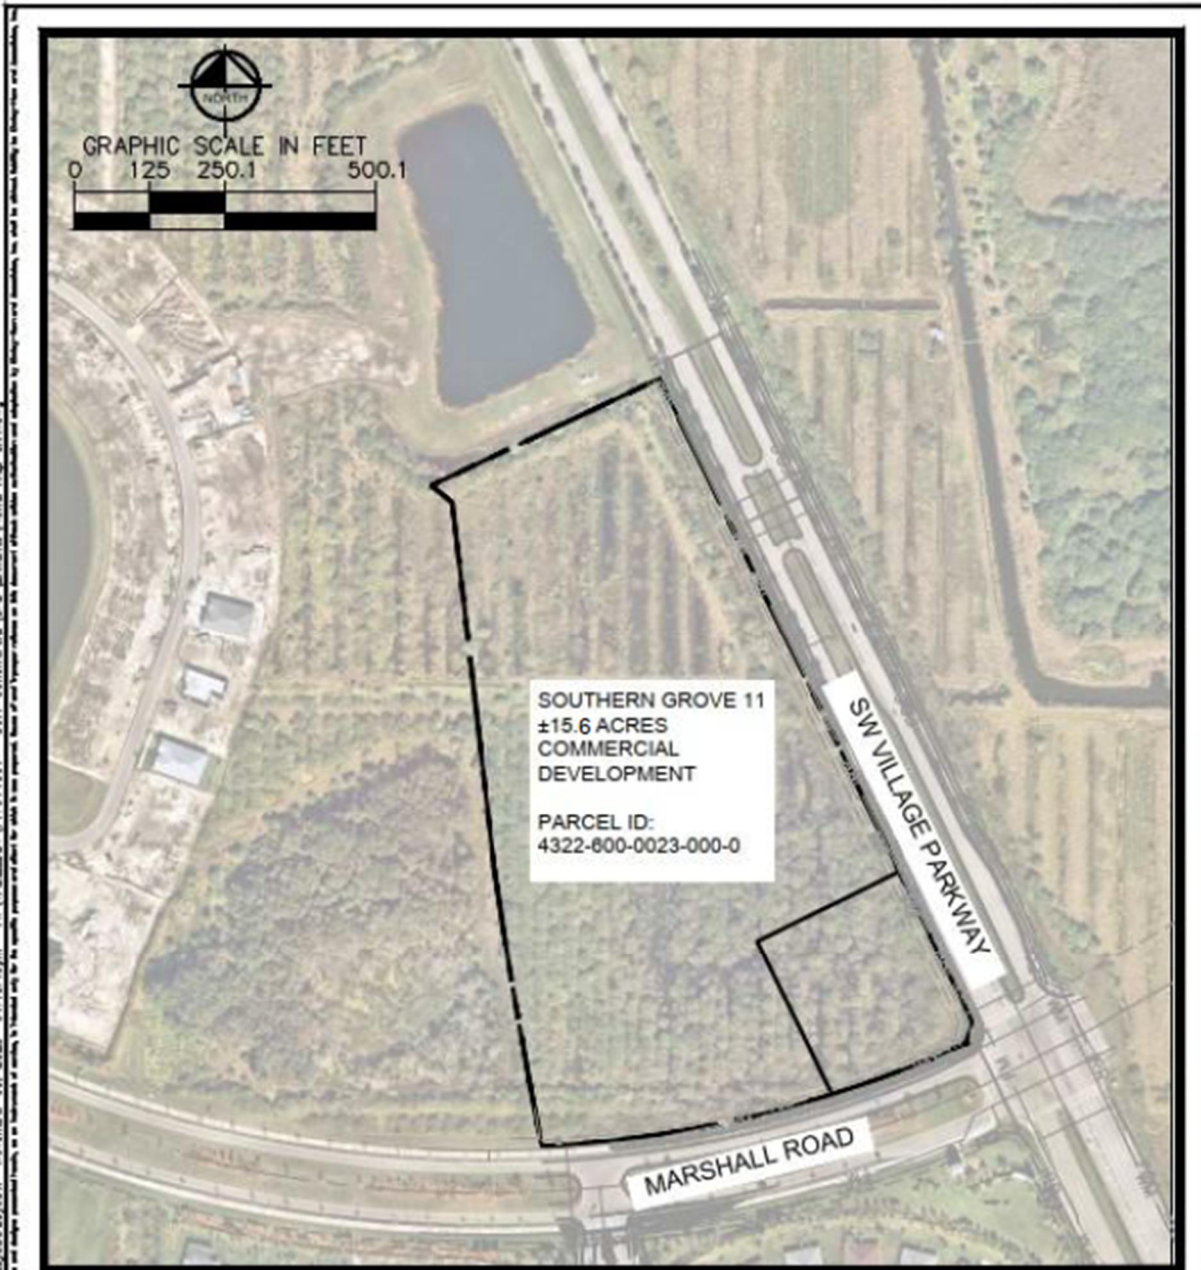 NORTH
GRAPHIC SCALE IN FEET
0 125 250.1 500.1
SOUTHERN GROVE 11
±15.6 ACRES
COMMERCIAL
DEVELOPMENT
PARCEL ID:
4322-600-0023-000-0
SW VILLAGE PARKWAY
MARSHALL ROAD